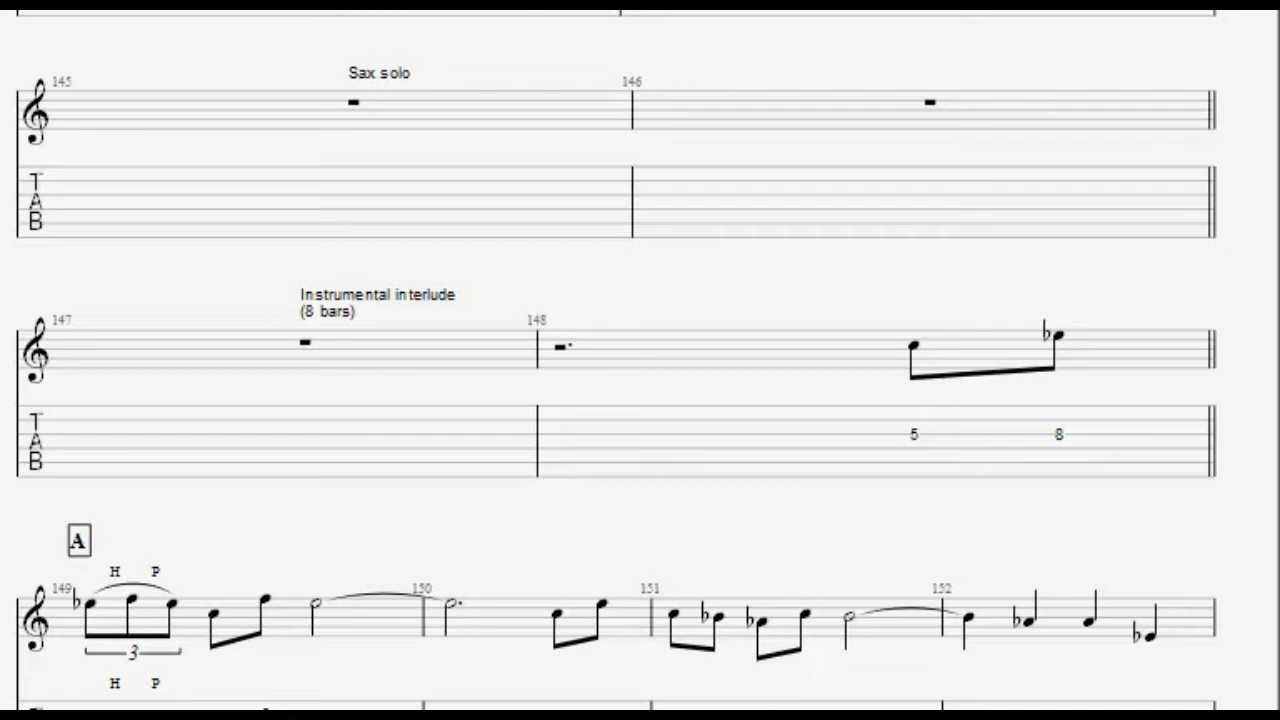 Sax solo
145 146
T
A
B
Instrumental interlude
(8 bars)
147 148
T 
A 5 8
B
A
H P
149 150 151 152
3
H P